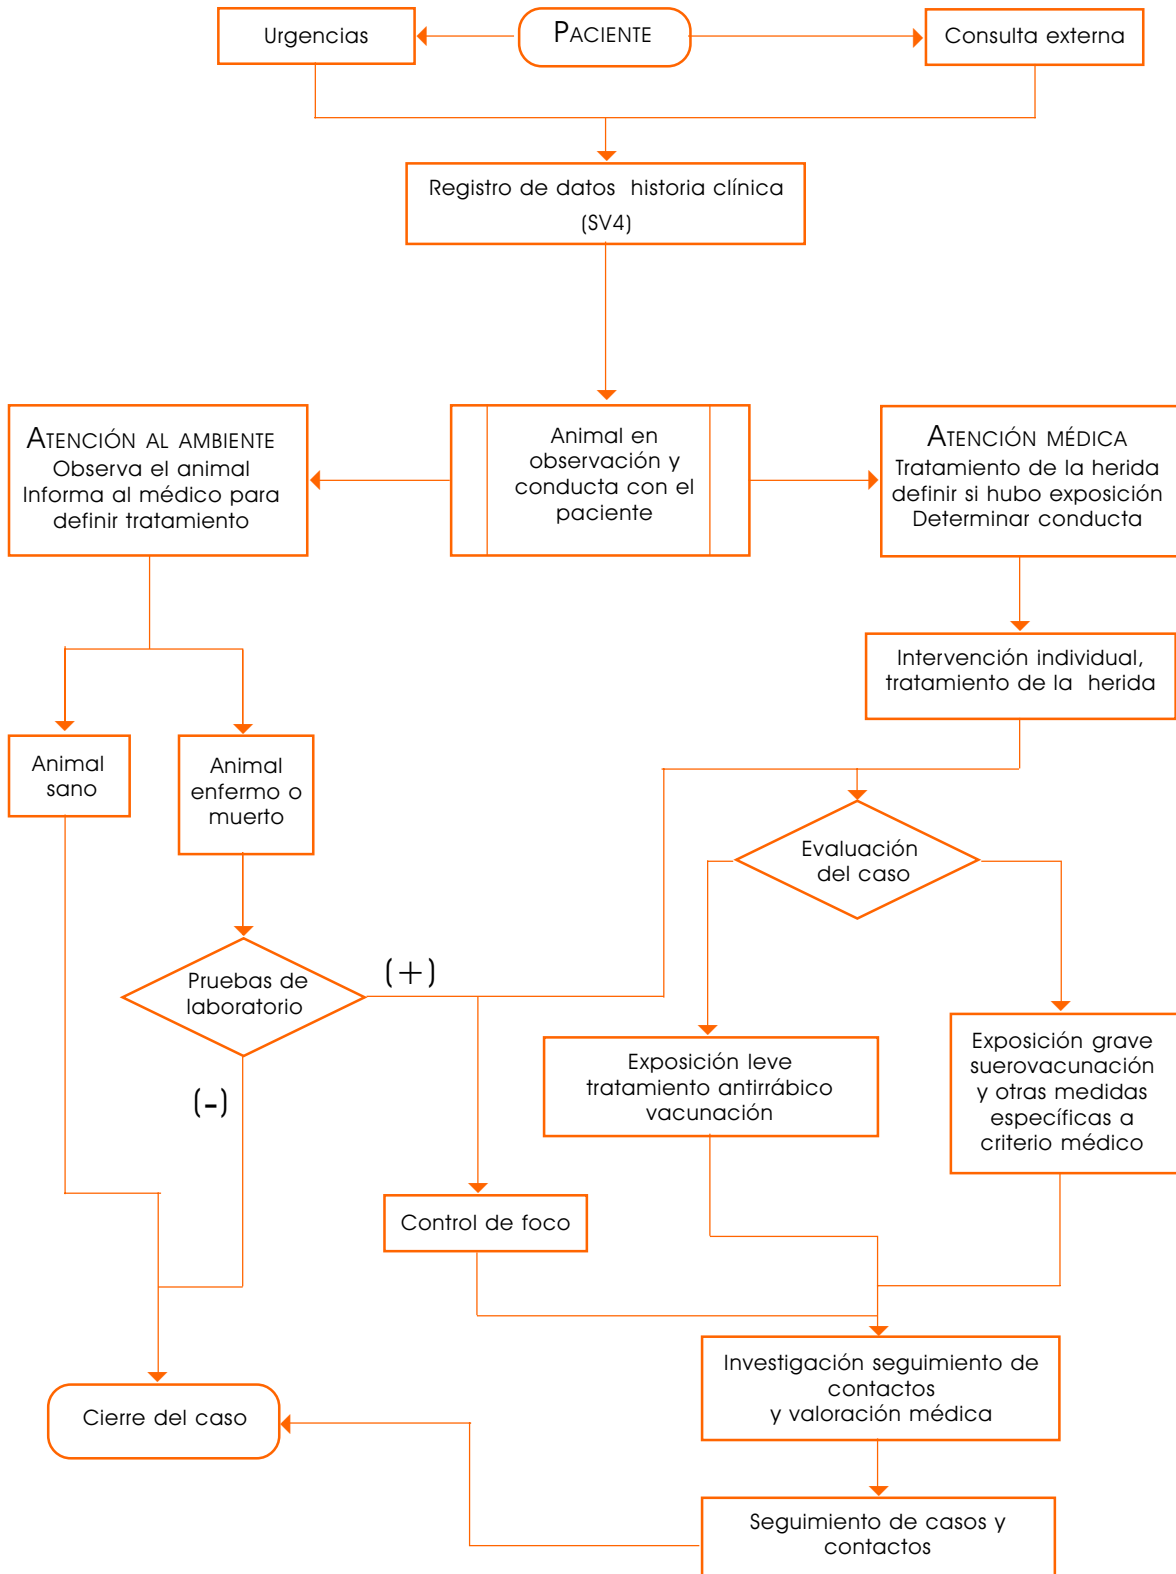 Urgencias
PACIENTE
Consulta externa
Registro de datos historia clínica
(SV4)
ATENCIÓN AL AMBIENTE
Observa el animal
Informa al médico para
definir tratamiento
Animal en
observación y
conducta con el
paciente
ATENCIÓN MÉDICA
Tratamiento de la herida
definir si hubo exposición
Determinar conducta
Intervención individual,
tratamiento de la herida
Animal
sano
Animal
enfermo o
muerto
Evaluación
del caso
Pruebas de
laboratorio
(+)
(-)
Exposición leve
tratamiento antirrábico
vacunación
Exposición grave
suerovacunación
y otras medidas
específicas a
criterio médico
Control de foco
Investigación seguimiento de
contactos
y valoración médica
Cierre del caso
Seguimiento de casos y
contactos